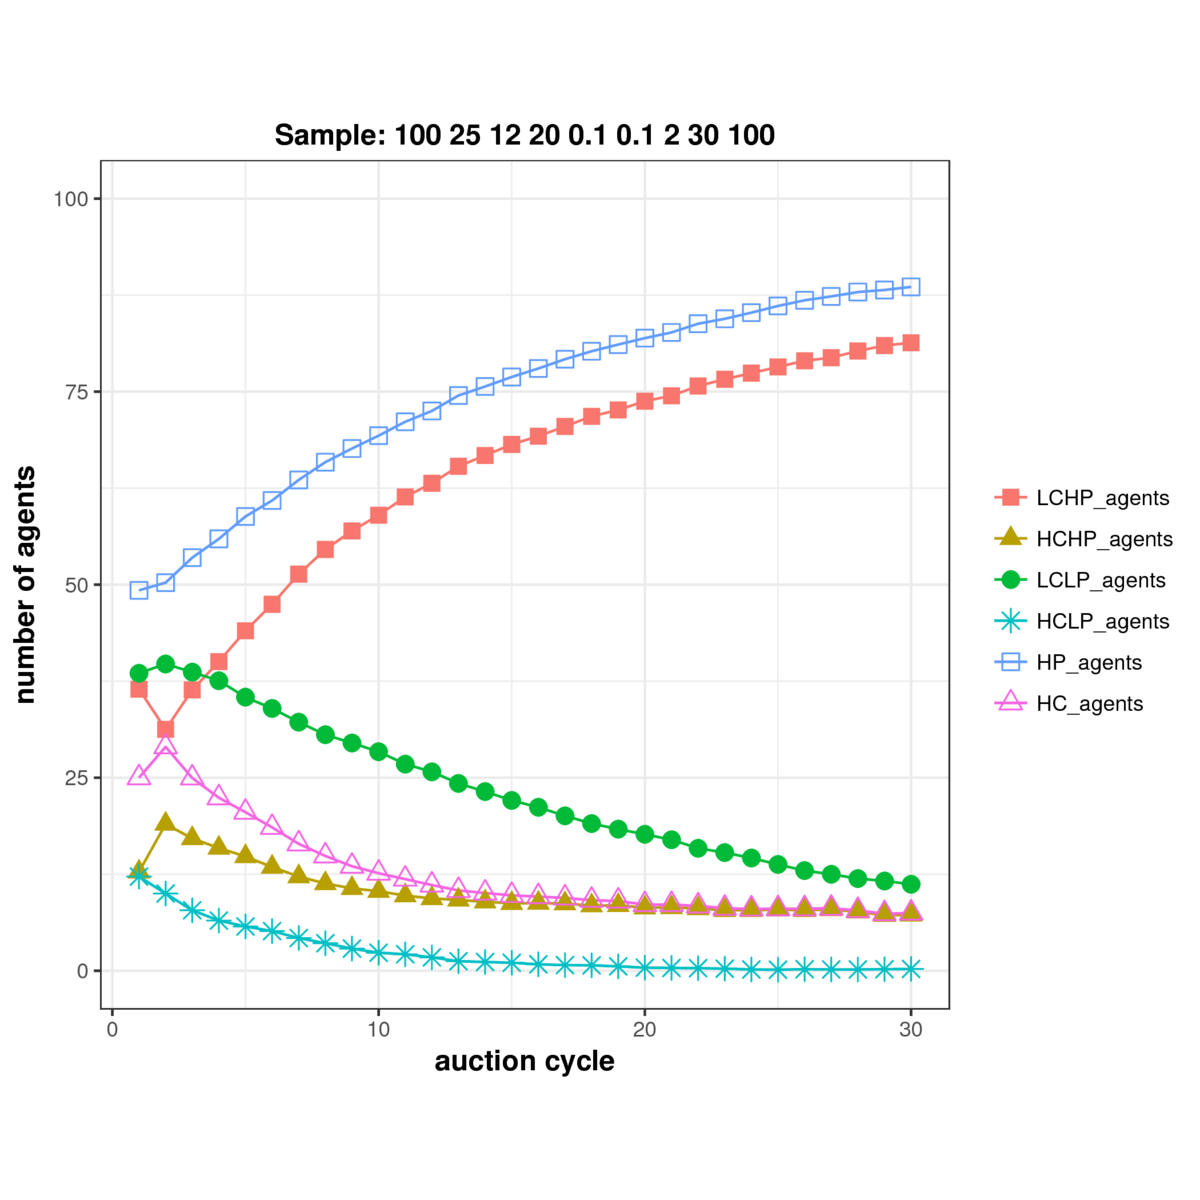 Sample: 100 25 12 20 0.1 0.1 2 30 100
100
75
50
25
0
number of agents
0 10 20 30
auction cycle
LCHP_agents
HCHP_agents
LCLP_agents
HCLP_agents
HP_agents
HC_agents